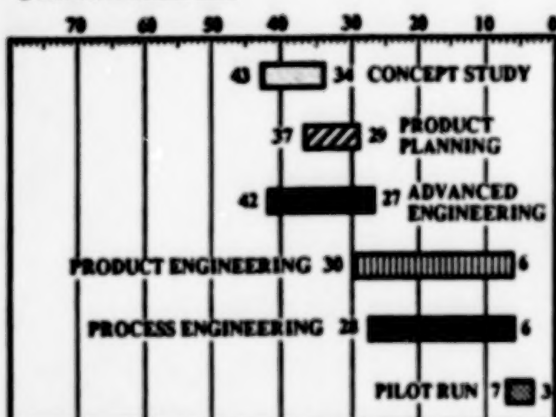 70 60 50 40 30 20 10 0
43 34 CONCEPT STUDY
37 29 PRODUCT
PLANNING
42 27 ADVANCED
ENGINEERING
PRODUCT ENGINEERING 30 6
PROCESS ENGINEERING 28 6
PILOT RUN 7 3